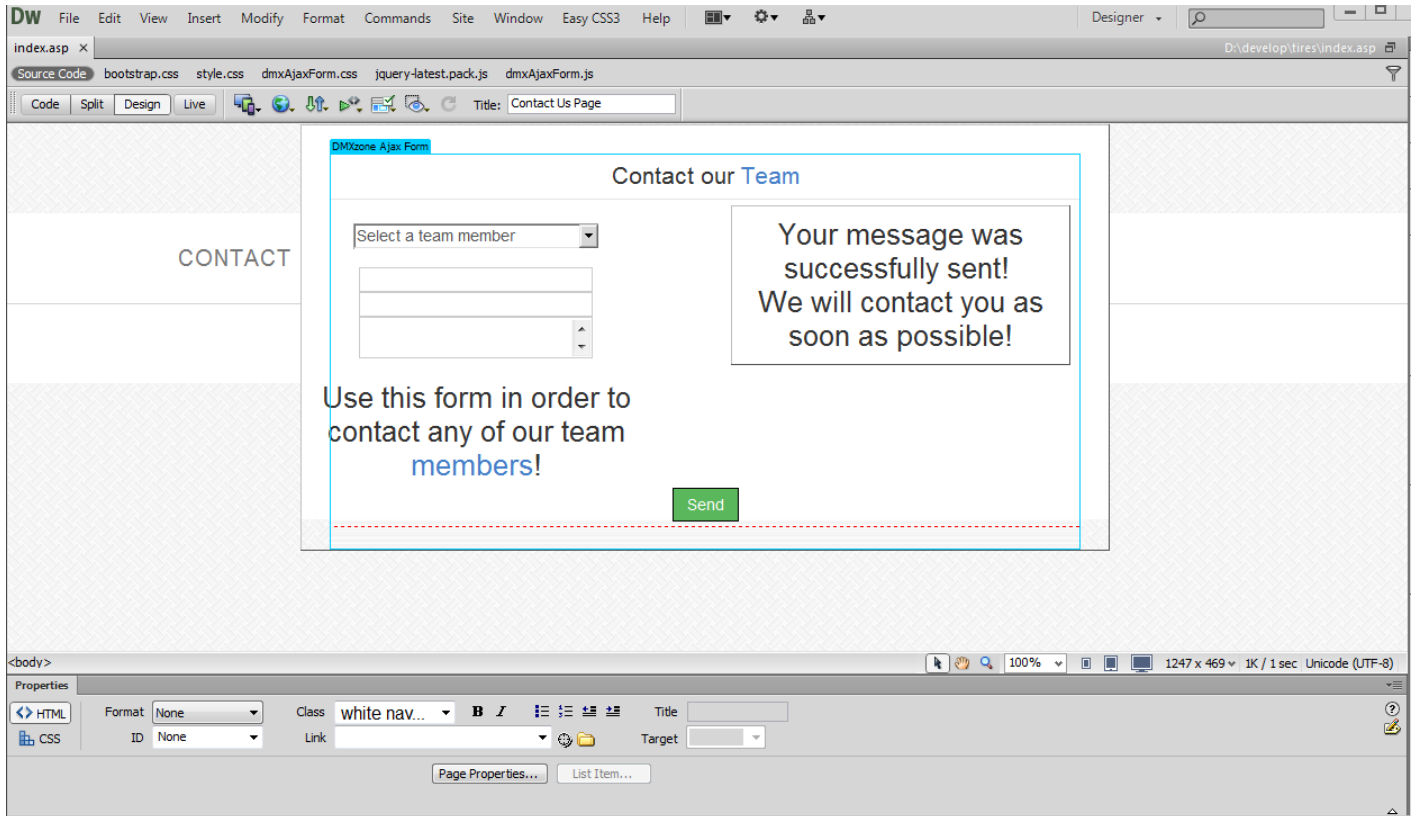 DW File Edit View Insert Modify Format Commands Site Window Easy CSS3 Help Designer
index.asp × D:\develop\tires\index.asp
Source Code bootstrap.css style.css dmxAjaxForm.css jquery-latest.pack.js dmxAjaxForm.js
Code Split Design Live Title: Contact Us Page
DMXzone Ajax Form
Contact our Team
Select a team member
CONTACT
Your message was
successfully sent!
We will contact you as
soon as possible!
Use this form in order to
contact any of our team
members!
Send
<body> 100% 1247 x 469 1K / 1 sec Unicode (UTF-8)
Properties
<> HTML Format None Class white nav... B I Title
CSS ID None Link Target
Page Properties... List Item...